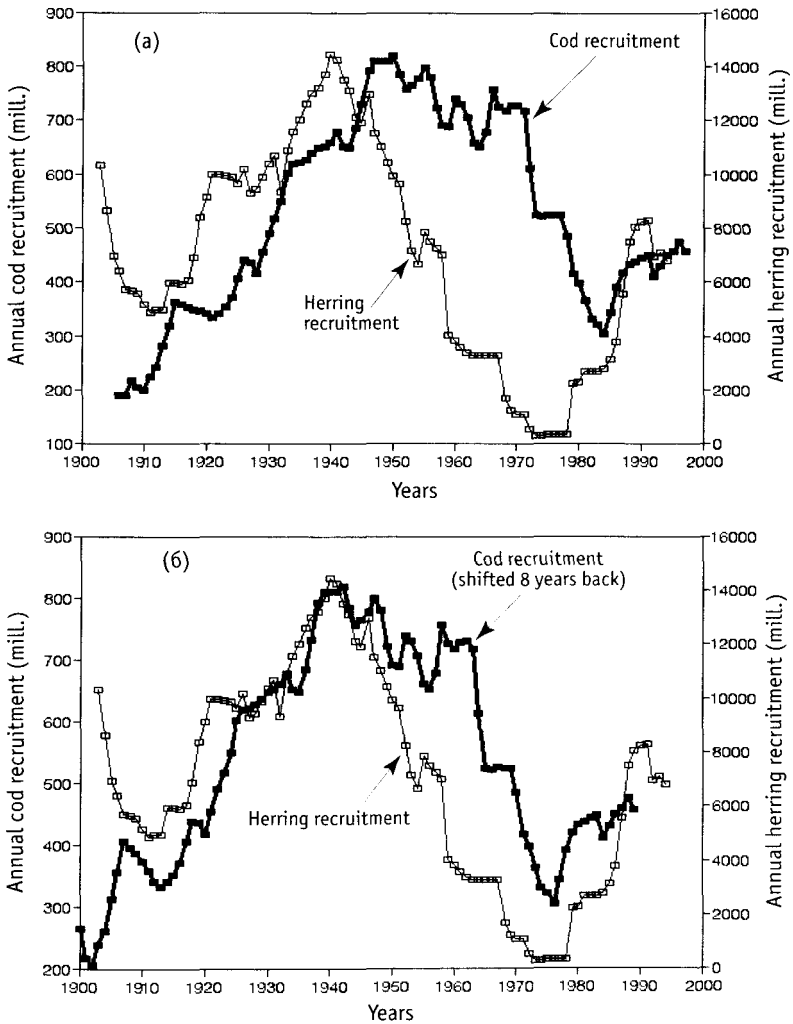 (а)
Annual cod recruitment (mill.)
900
800
700
600
500
400
300
200
100
Cod recruitment
Herring
recruitment
16000
14000
12000
10000
8000
6000
4000
2000
0
Annual herring recruitment (mill.)
1900 1910 1920 1930 1940 1950 1960 1970 1980 1990 2000
Years
(б)
Annual cod recruitment (mill.)
900
800
700
600
500
400
300
200
Cod recruitment
(shifted 8 years back)
Herring recruitment
16000
14000
12000
10000
8000
6000
4000
2000
0
Annual herring recruitment (mill.)
1900 1910 1920 1930 1940 1950 1960 1970 1980 1990 2000
Years